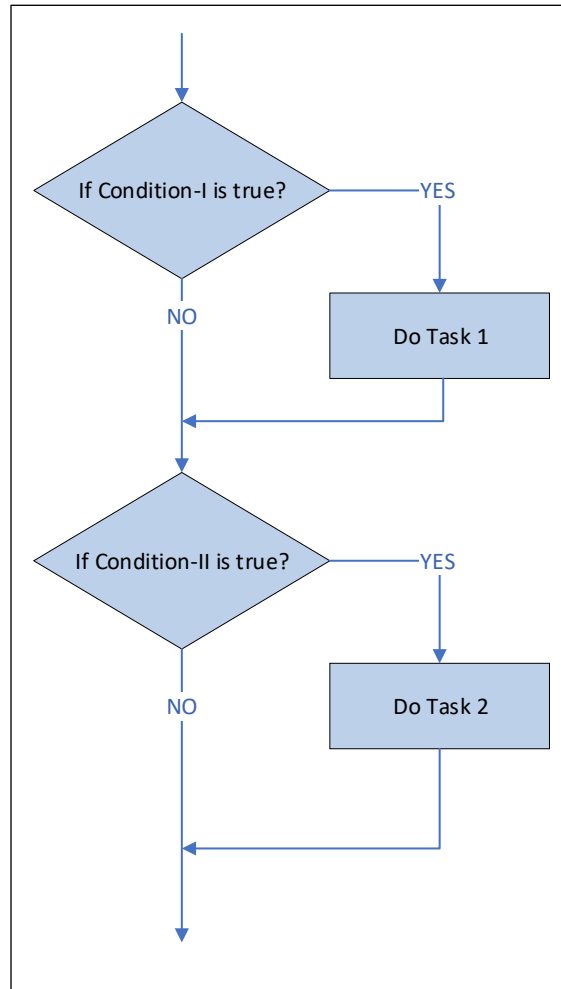 If Condition-I is true?
YES
NO
Do Task 1
If Condition-II is true?
YES
NO
Do Task 2